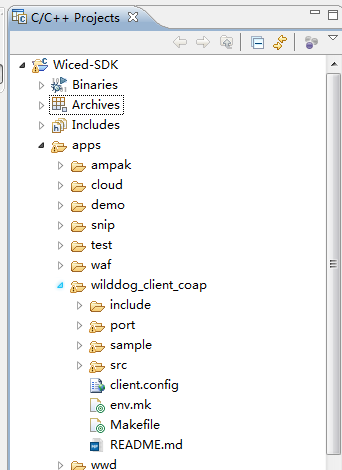 C/C++ Projects
Wiced-SDK
Binaries
Archives
Includes
apps
ampak
cloud
demo
snip
test
waf
wilddog_client_coap
include
port
sample
src
client.config
env.mk
Makefile
README.md
wwd